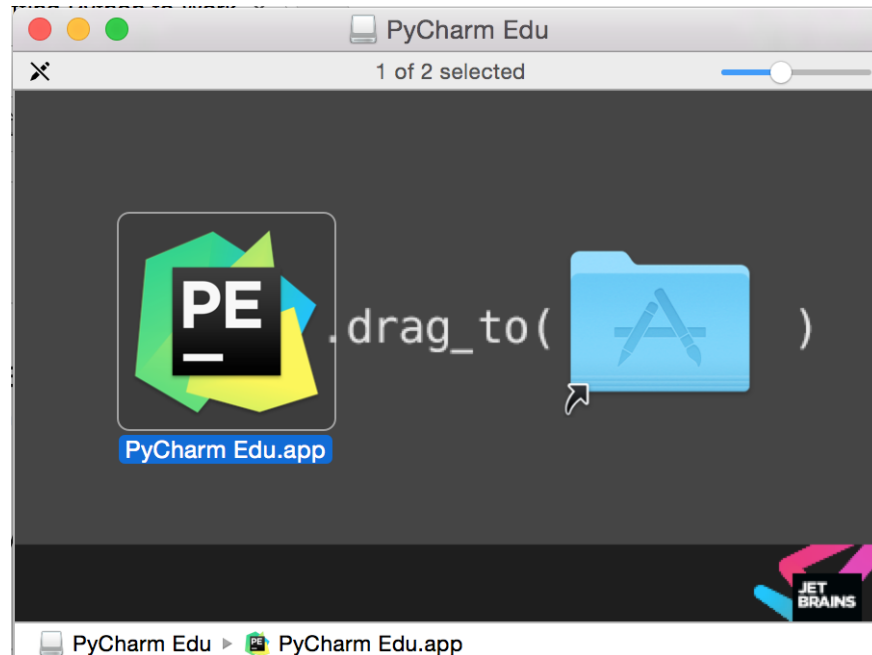 PyCharm Edu
1 of 2 selected
PE
.drag_to( )
PyCharm Edu.app
JET
BRAINS
PyCharm Edu ▸ PyCharm Edu.app